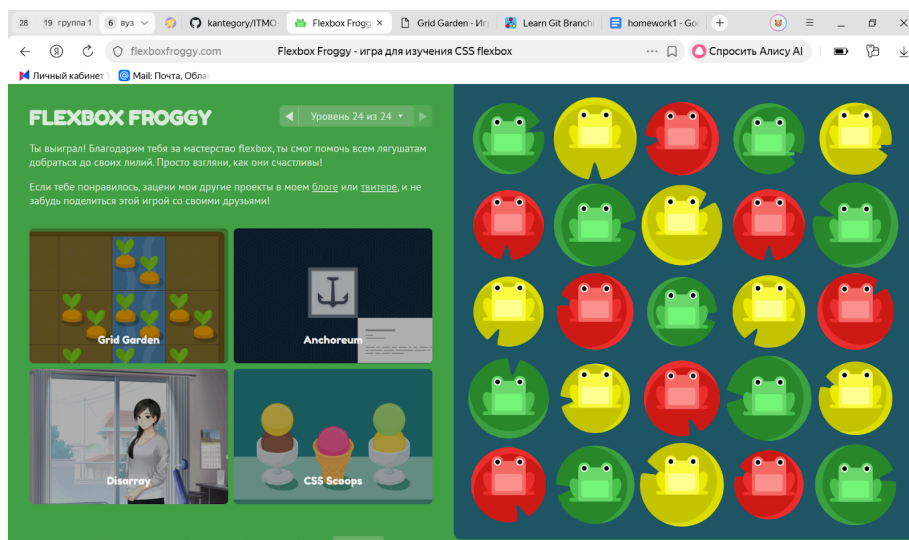 28
19 группа 1
6 вуз
kantegory/ITMO-
Flexbox Frogg
Grid Garden - Игр
Learn Git Branchi
homework1 - Goo
flexboxfroggy.com
Flexbox Froggy - игра для изучения CSS flexbox
Спросить Алису AI
Личный кабинет
Mail: Почта, Обла
FLEXBOX FROGGY
Уровень 24 из 24
Ты выиграл! Благодарим тебя за мастерство flexbox, ты смог помочь всем лягушатам
добраться до своих лилий. Просто взгляни, как они счастливы!
Если тебе понравилось, зацени мои другие проекты в моем блоге или твитере, и не
забудь поделиться этой игрой со своими друзьями!
Grid Garden
Anchoreum
Disarray
CSS Scoops